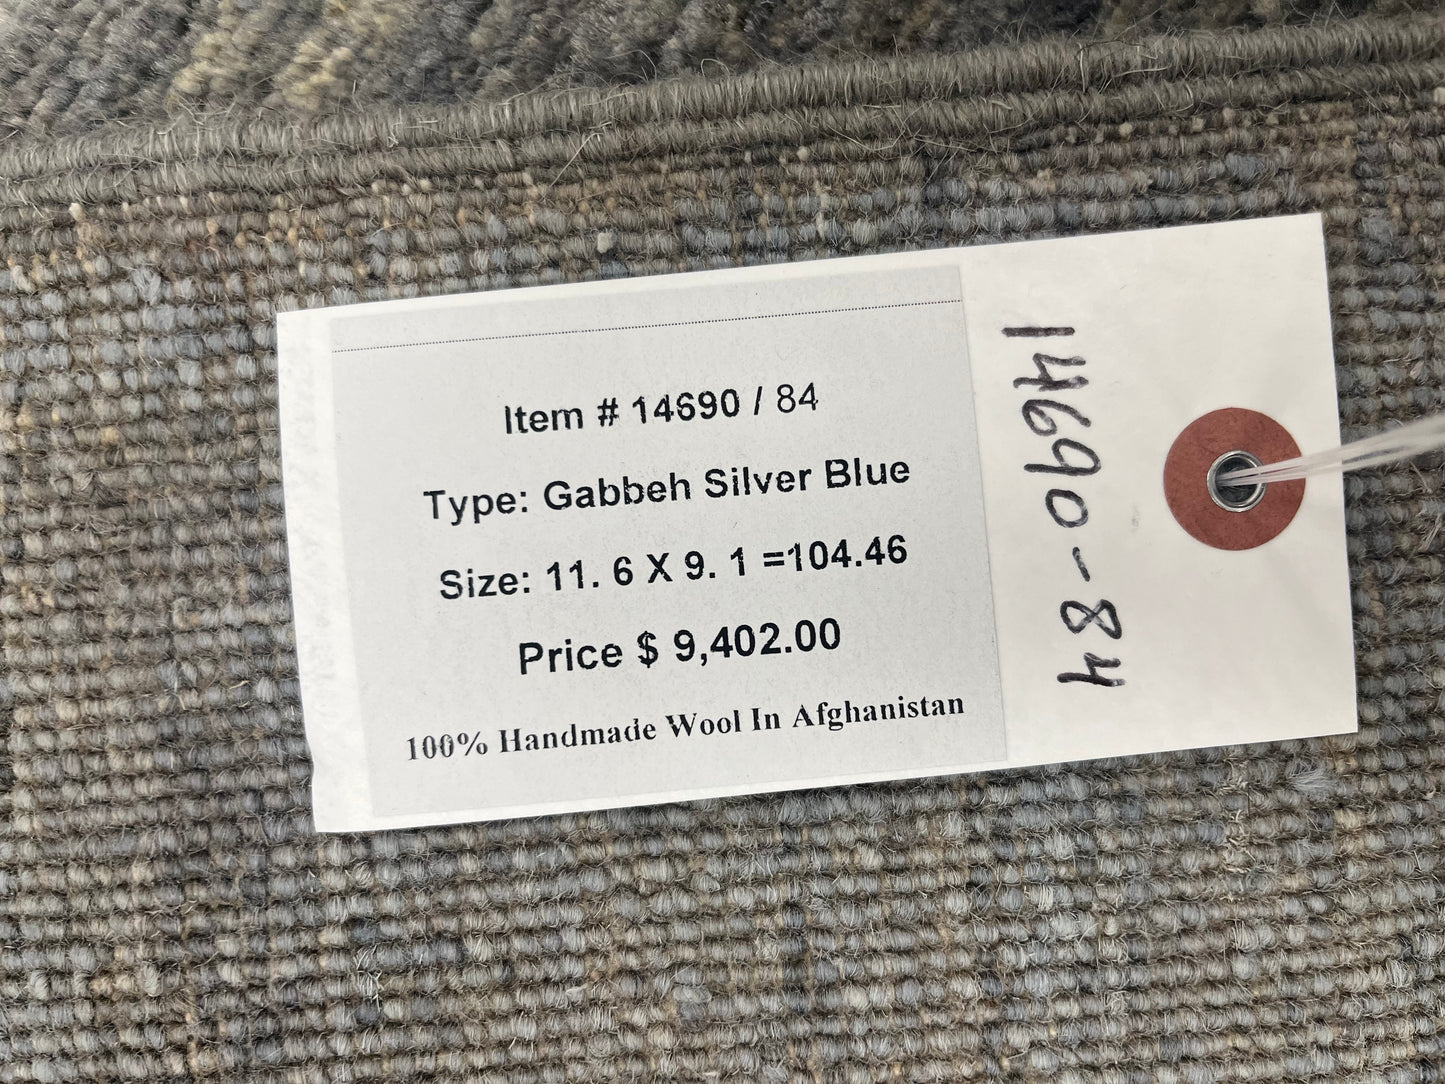 Item # 14690 / 84
Type: Gabbeh Silver Blue
Size: 11. 6 X 9. 1 =104.46
Price $ 9,402.00
100% Handmade Wool In Afghanistan
14690-84